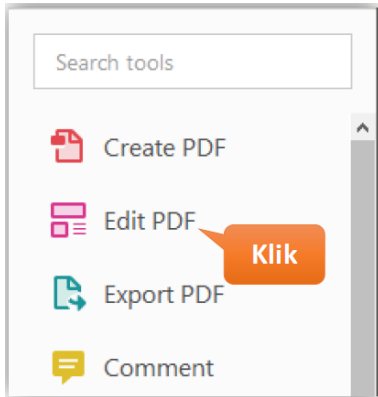 Search tools
Create PDF
Edit PDF
Klik
Export PDF
Comment